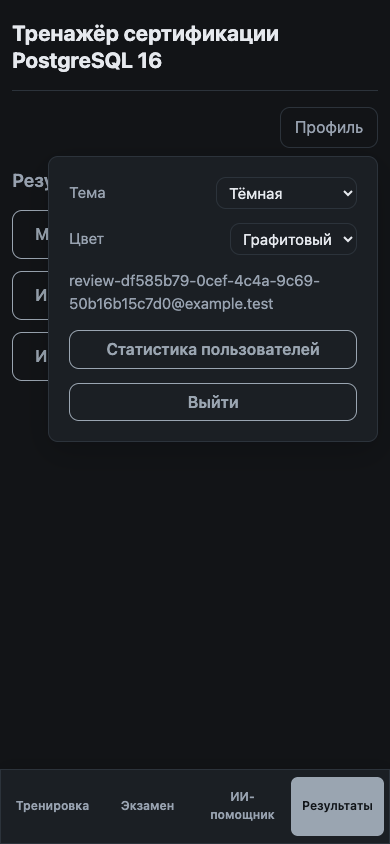 Тренажёр сертификации
PostgreSQL 16
Профиль
Резу
Тема
Тёмная
М
Цвет
Графитовый
И
review-df585b79-0cef-4c4a-9c69-
50b16b15c7d0@example.test
И
Статистика пользователей
Выйти
Тренировка
Экзамен
ИИ-
помощник
Результаты